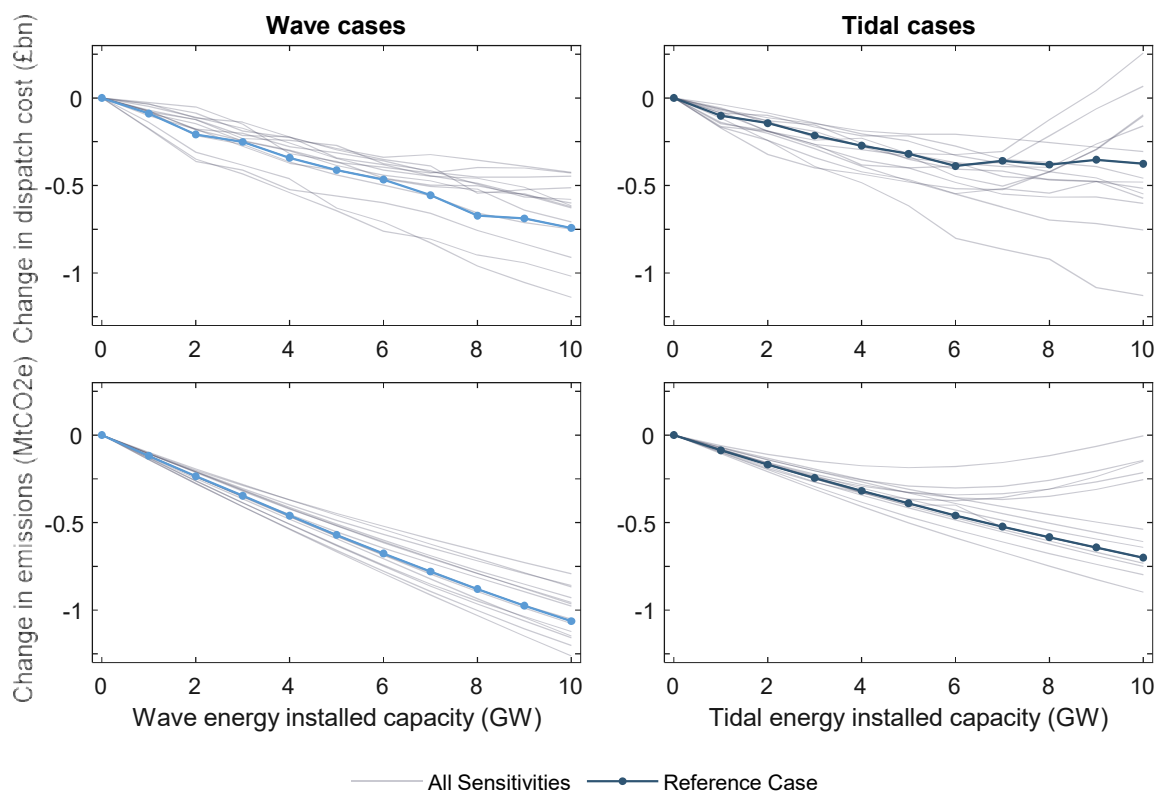 Wave cases
Tidal cases
Change in dispatch cost (£bn)
0
-0.5
-1
0 2 4 6 8 10
0
-0.5
-1
0 2 4 6 8 10
Change in emissions (MtCO2e)
0
-0.5
-1
0 2 4 6 8 10
Wave energy installed capacity (GW)
0
-0.5
-1
0 2 4 6 8 10
Tidal energy installed capacity (GW)
All Sensitivities
Reference Case